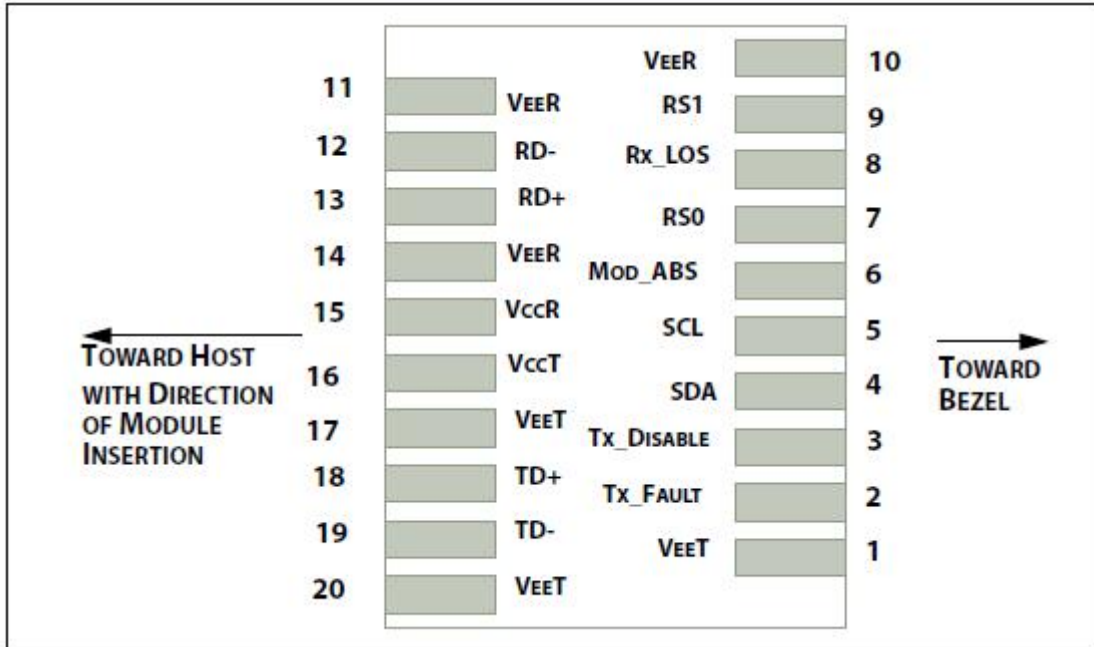 VEER 10
11 VEER
RS1 9
12 RD-
Rx_LOS 8
13 RD+
RS0 7
14 VEER
MOD_ABS 6
15 VCCR
SCL 5
TOWARD HOST
WITH DIRECTION
OF MODULE
INSERTION
16 VCCT
SDA 4
TOWARD
BEZEL
17 VEET
TX_DISABLE 3
18 TD+
TX_FAULT 2
19 TD-
VEET 1
20 VEET